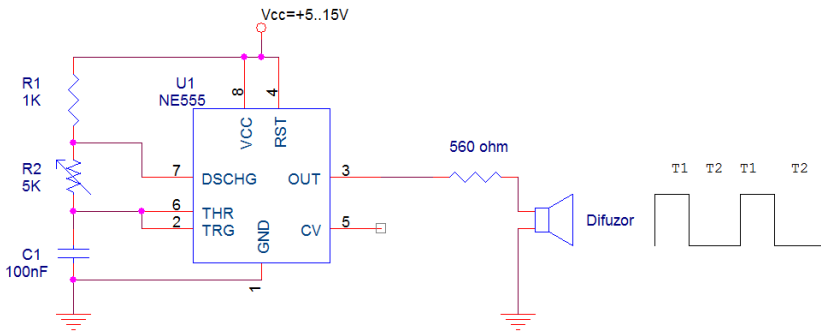 Vcc=+5..15V
R1
1K
U1
NE555
8
4
VCC
RST
560 ohm
T1 T2 T1 T2
R2
5K
7
DSCHG
OUT
3
6
THR
2
TRG
GND
CV
5
Difuzor
C1
100nF
1